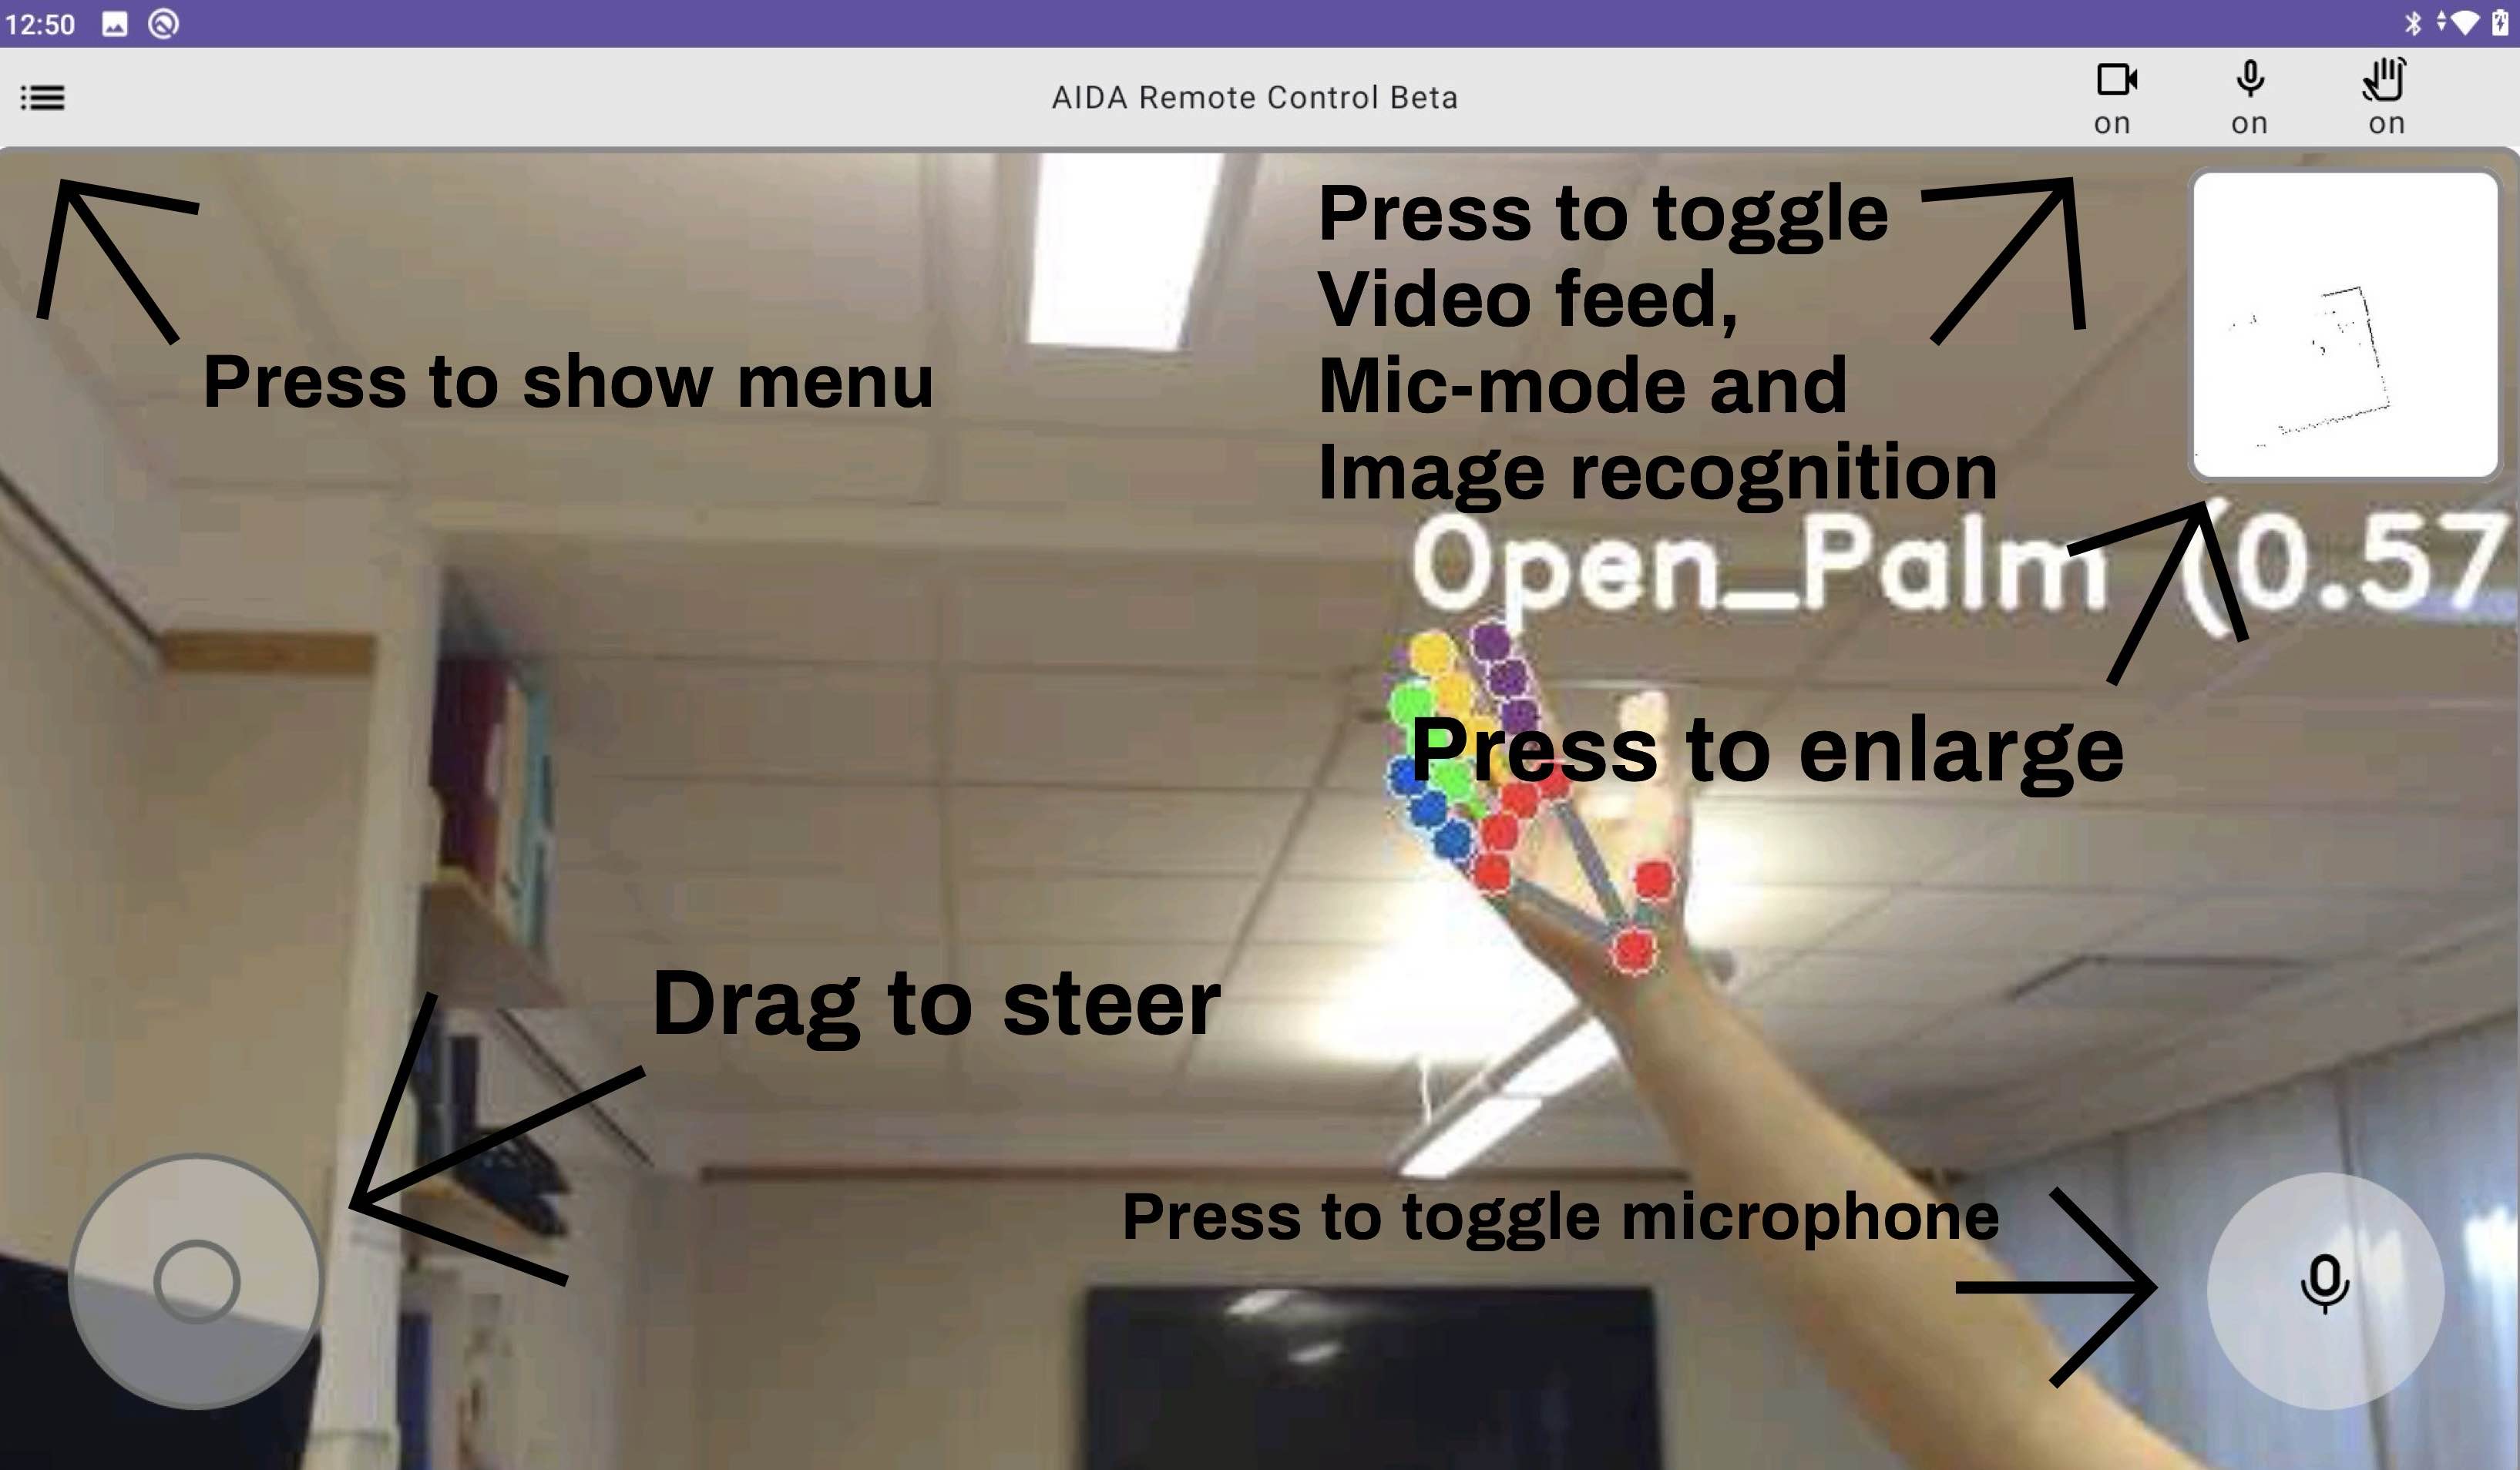 12:50
AIDA Remote Control Beta
on on on
Press to toggle
Video feed,
Mic-mode and
Image recognition
Press to show menu
Open_Palm (0.57
Press to enlarge
Drag to steer
Press to toggle microphone